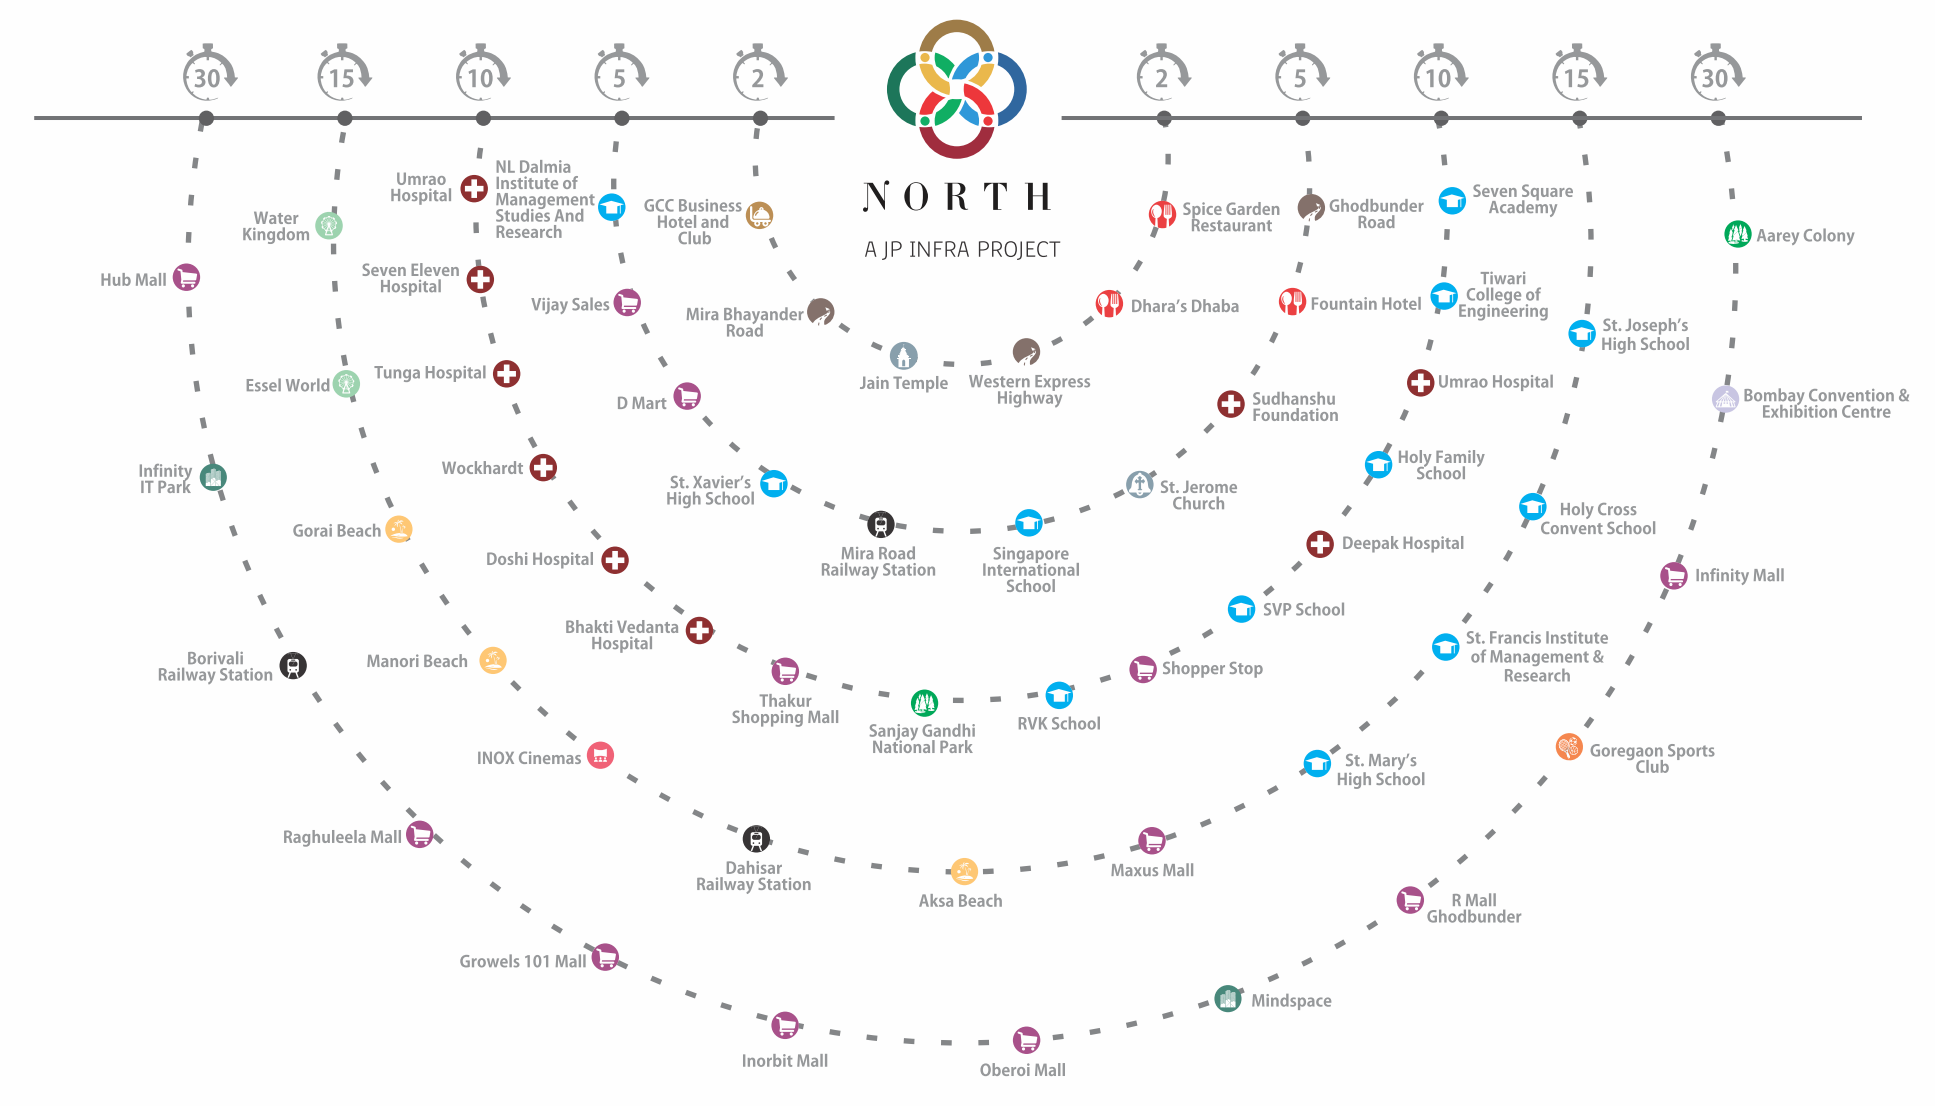 30
15
10
5
2
2
5
10
15
30
NORTH
A JP INFRA PROJECT
GCC Business
Hotel and
Club
Mira Bhayander
Road
Jain Temple
Western Express
Highway
Dhara's Dhaba
Spice Garden
Restaurant
NL Dalmia
Institute of
Management
Studies And
Research
Vijay Sales
D Mart
St. Xavier's
High School
Mira Road
Railway Station
Singapore
International
School
St. Jerome
Church
Sudhanshu
Foundation
Fountain Hotel
Ghodbunder
Road
Umrao
Hospital
Seven Eleven
Hospital
Tunga Hospital
Wockhardt
Doshi Hospital
Bhakti Vedanta
Hospital
Thakur
Shopping Mall
Sanjay Gandhi
National Park
RVK School
Shopper Stop
SVP School
Deepak Hospital
Holy Family
School
Umrao Hospital
Tiwari
College of
Engineering
Seven Square
Academy
Water
Kingdom
Essel World
Gorai Beach
Manori Beach
INOX Cinemas
Dahisar
Railway Station
Aksa Beach
Maxus Mall
St. Mary's
High School
St. Francis Institute
of Management &
Research
Holy Cross
Convent School
St. Joseph's
High School
Hub Mall
Infinity
IT Park
Borivali
Railway Station
Raghuleela Mall
Growels 101 Mall
Inorbit Mall
Oberoi Mall
Mindspace
R Mall
Ghodbunder
Goregaon Sports
Club
Infinity Mall
Bombay Convention &
Exhibition Centre
Aarey Colony